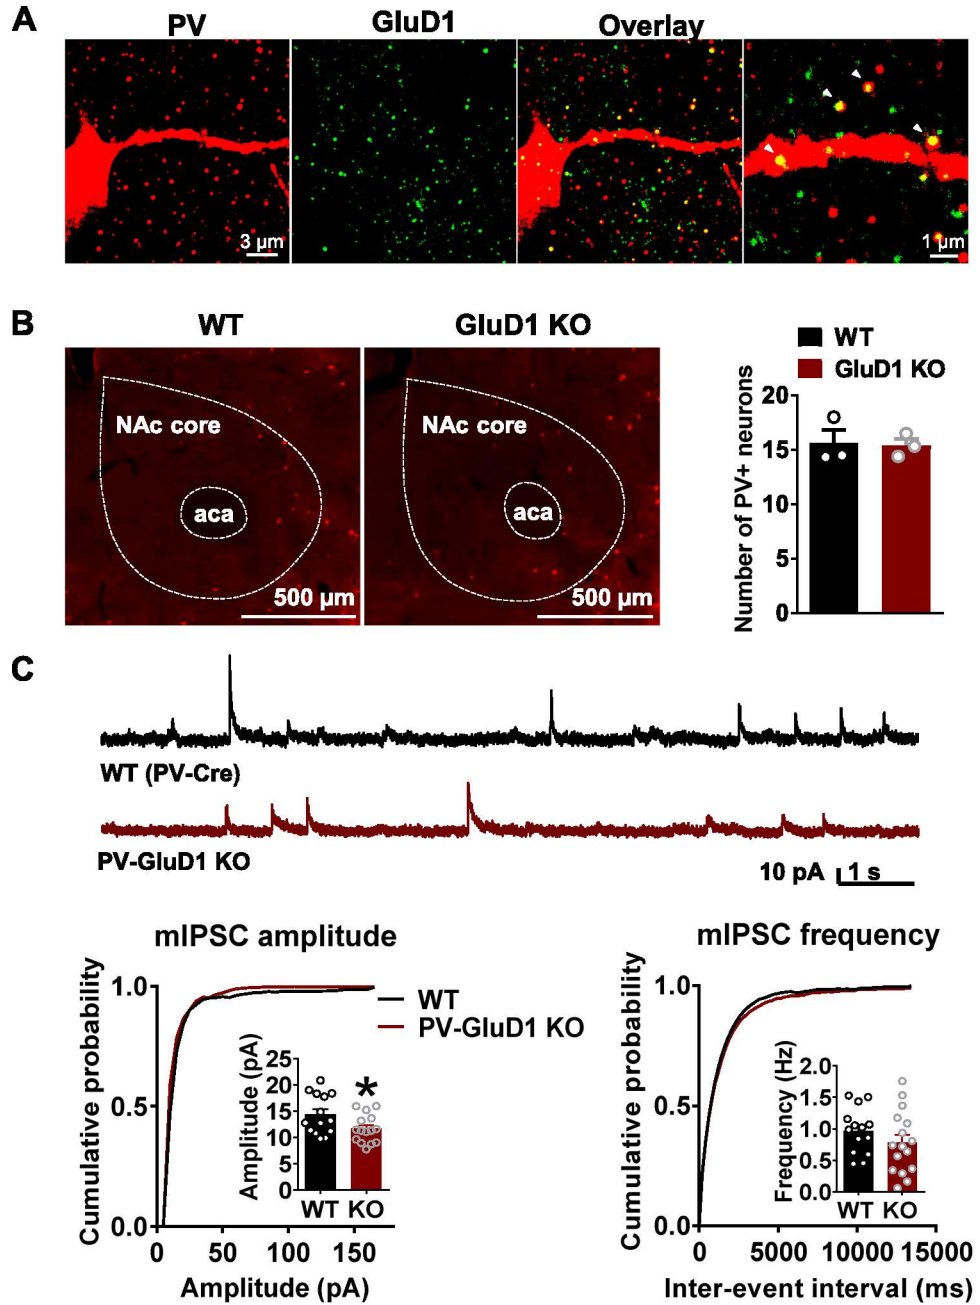 A
PV
GluD1
Overlay
3 µm
1 µm
B
WT
GluD1 KO
NAc core
aca
500 µm
NAc core
aca
500 µm
WT
GluD1 KO
Number of PV+ neurons
20
15
10
5
0
C
WT (PV-Cre)
PV-GluD1 KO
10 pA
1 s
mIPSC amplitude
Cumulative probability
1.0
0.5
0.0
0
50
100
150
Amplitude (pA)
WT
PV-GluD1 KO
Amplitude (pA)
25
20
15
10
5
0
*
WT
KO
mIPSC frequency
Cumulative probability
1.0
0.5
0.0
0
5000
10000
15000
Inter-event interval (ms)
Frequency (Hz)
2.0
1.5
1.0
0.5
0.0
WT
KO